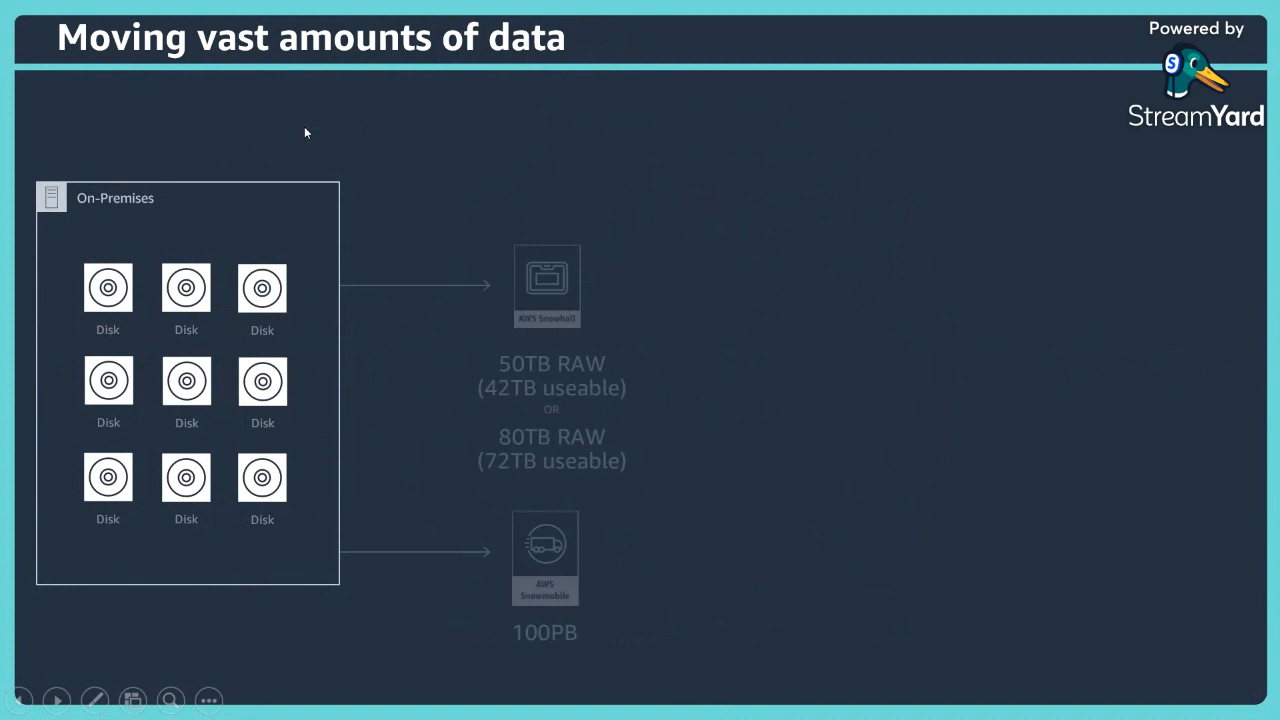 Moving vast amounts of data
Powered by
S
StreamYard
On-Premises
Disk Disk Disk
Disk Disk Disk
Disk Disk Disk
AWS Snowball
50TB RAW
(42TB useable)
OR
80TB RAW
(72TB useable)
AWS
Snowmobile
100PB